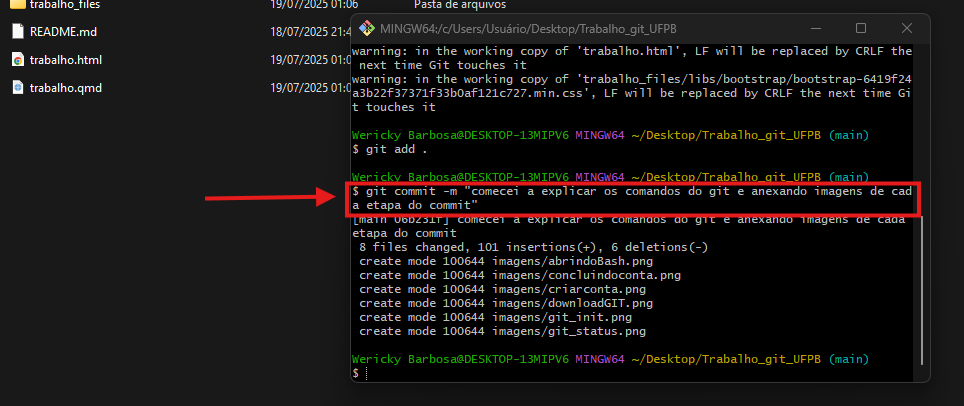 trabalho_files
19/07/2025 01:06
Pasta de arquivos
README.md
18/07/2025 21:4
trabalho.html
19/07/2025 01:0
trabalho.qmd
19/07/2025 01:0
MINGW64:/c/Users/Usuário/Desktop/Trabalho_git_UFPB
warning: in the working copy of 'trabalho.html', LF will be replaced by CRLF the
next time Git touches it
warning: in the working copy of 'trabalho_files/libs/bootstrap/bootstrap-6419f24
a3b22f37371f33b0af121c727.min.css', LF will be replaced by CRLF the next time Gi
t touches it
Wericky Barbosa@DESKTOP-13MIPV6 MINGW64 ~/Desktop/Trabalho_git_UFPB (main)
$ git add .
Wericky Barbosa@DESKTOP-13MIPV6 MINGW64 ~/Desktop/Trabalho_git_UFPB (main)
$ git commit -m "comecei a explicar os comandos do git e anexando imagens de cad
a etapa do commit"
[main 06b231f] comecei a explicar os comandos do git e anexando imagens de cada
etapa do commit
8 files changed, 101 insertions(+), 6 deletions(-)
create mode 100644 imagens/abrindoBash.png
create mode 100644 imagens/concluindoconta.png
create mode 100644 imagens/criarconta.png
create mode 100644 imagens/downloadGIT.png
create mode 100644 imagens/git_init.png
create mode 100644 imagens/git_status.png
Wericky Barbosa@DESKTOP-13MIPV6 MINGW64 ~/Desktop/Trabalho_git_UFPB (main)
$